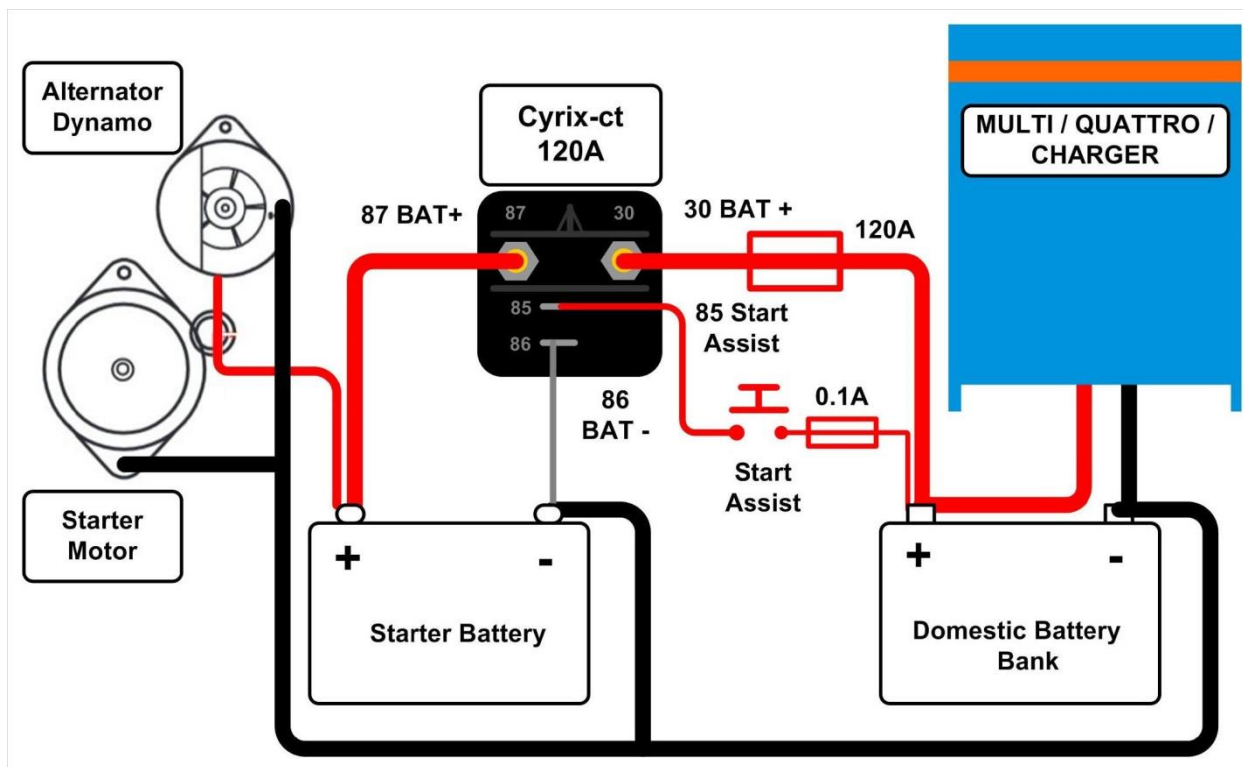 Alternator
Dynamo
Cyrix-ct
120A
MULTI / QUATTRO /
CHARGER
87 BAT+
87
30
30 BAT +
120A
85
85 Start
Assist
86
86
BAT -
0.1A
Start
Assist
Starter
Motor
+
-
Starter Battery
+
-
Domestic Battery
Bank